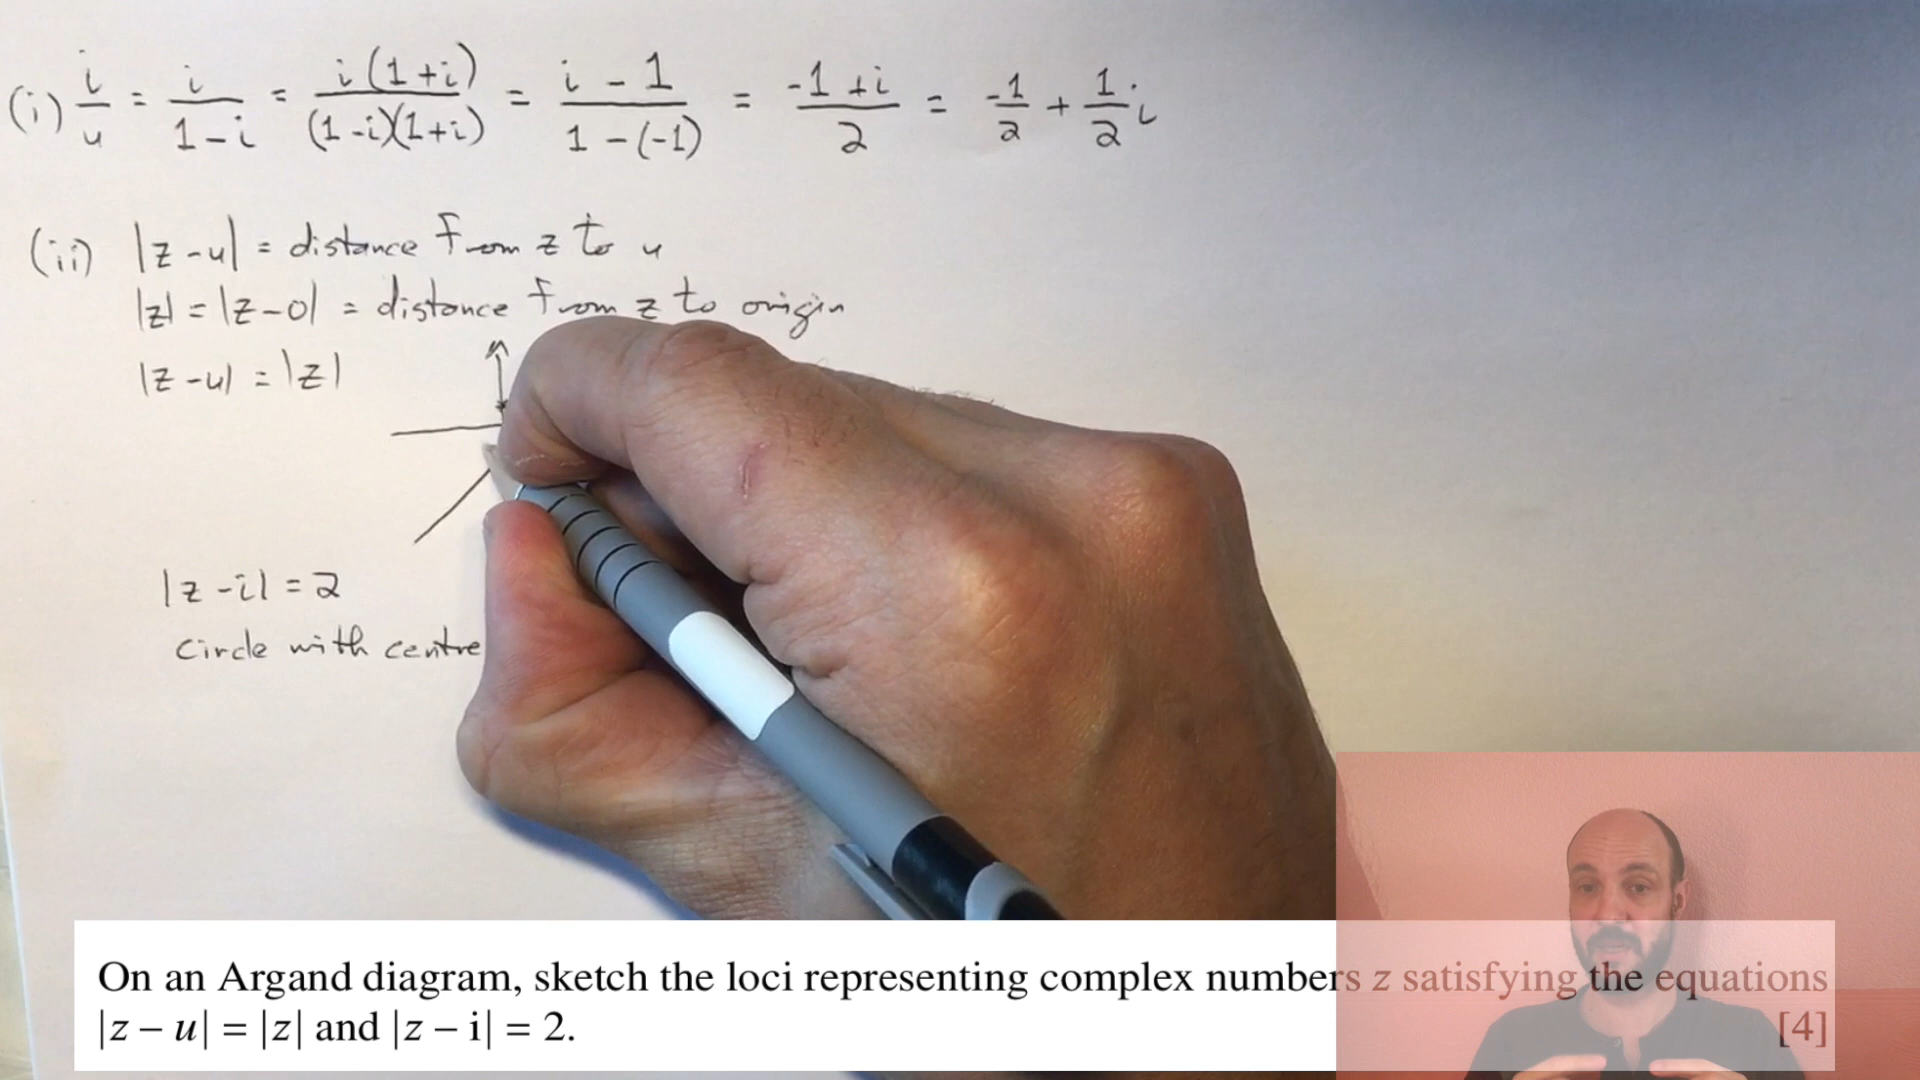 (i) i/u = i/(1-i) = i(1+i)/((1-i)(1+i)) = (i-1)/(1-(-1)) = (-1+i)/2 = -1/2 + 1/2 i
(ii) |z-u| = distance from z to u
|z| = |z-0| = distance from z to origin
|z-u| = |z|
|z-i| = 2
Circle with centre
On an Argand diagram, sketch the loci representing complex numbers z satisfying the equations
|z – u| = |z| and |z – i| = 2. [4]